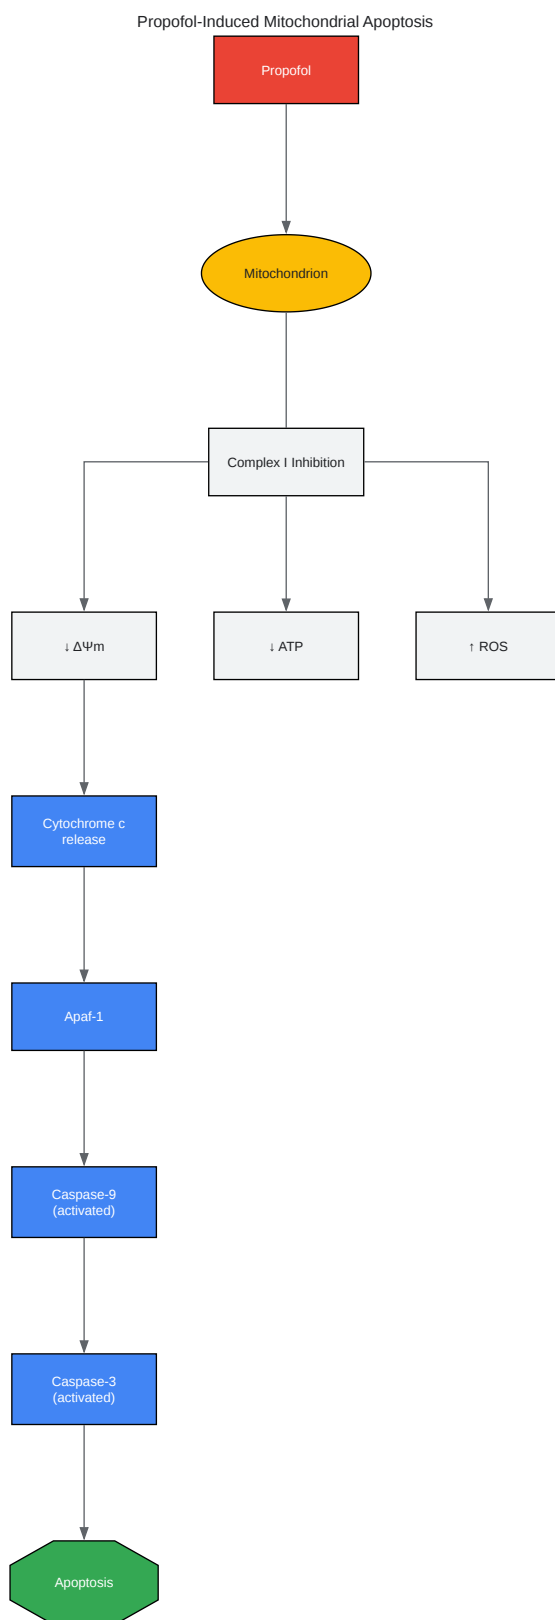 Propofol-Induced Mitochondrial Apoptosis
Propofol
Mitochondrion
Complex I Inhibition
↓ ΔΨm
↓ ATP
↑ ROS
Cytochrome c
release
Apaf-1
Caspase-9
(activated)
Caspase-3
(activated)
Apoptosis